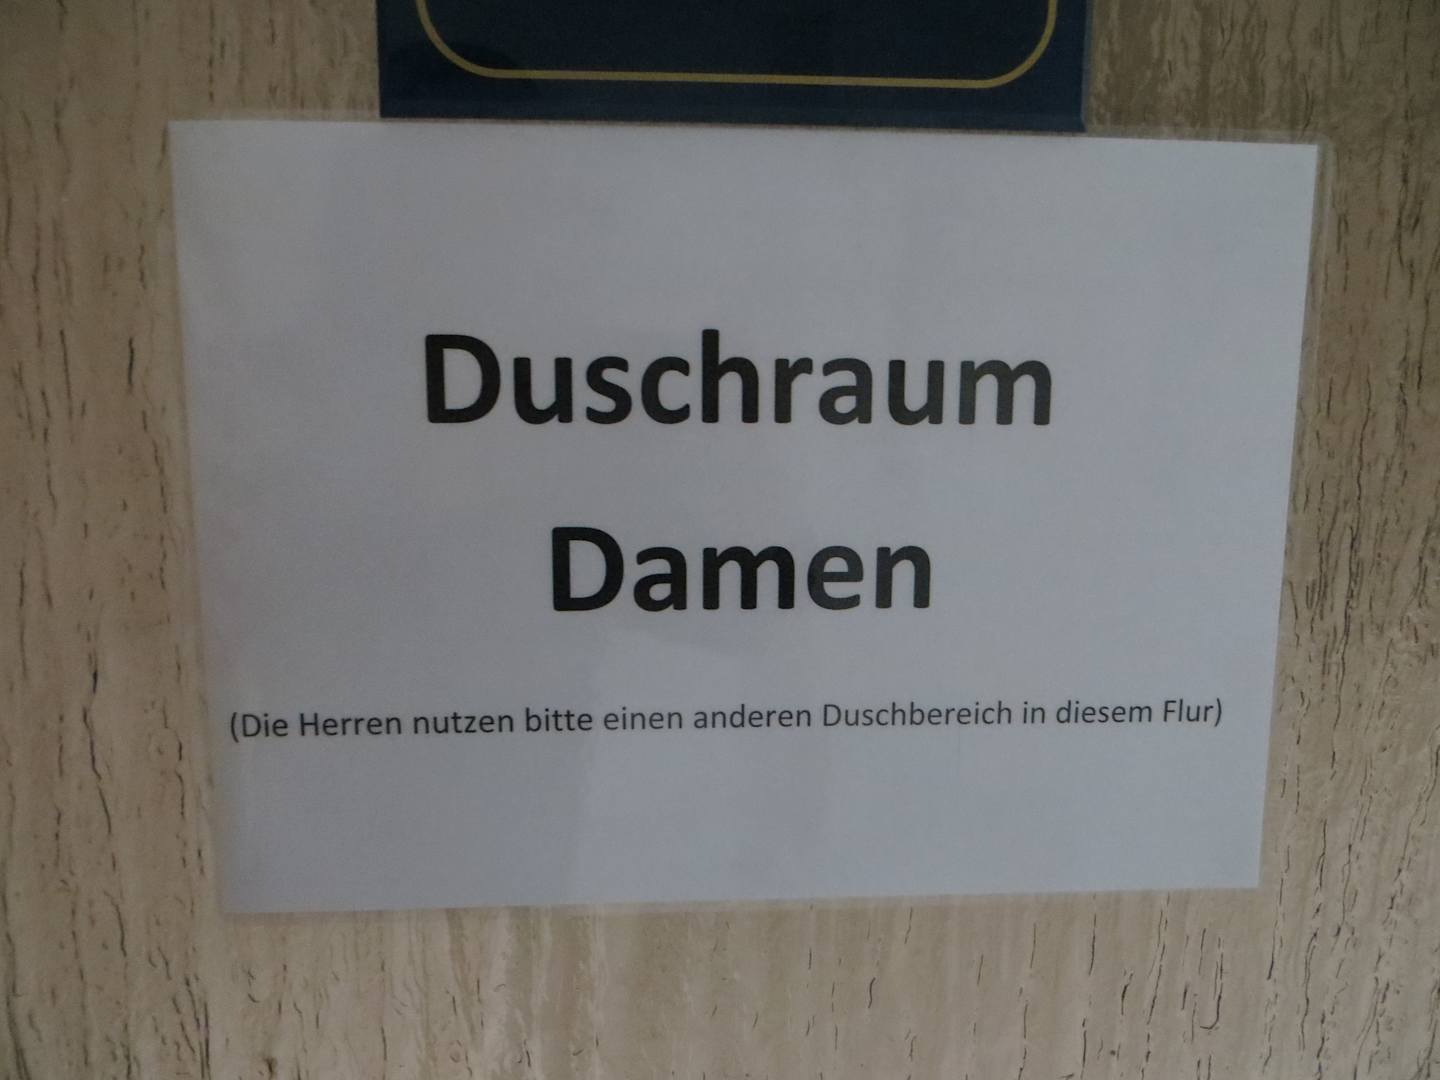 Duschraum
Damen
(Die Herren nutzen bitte einen anderen Duschbereich in diesem Flur)